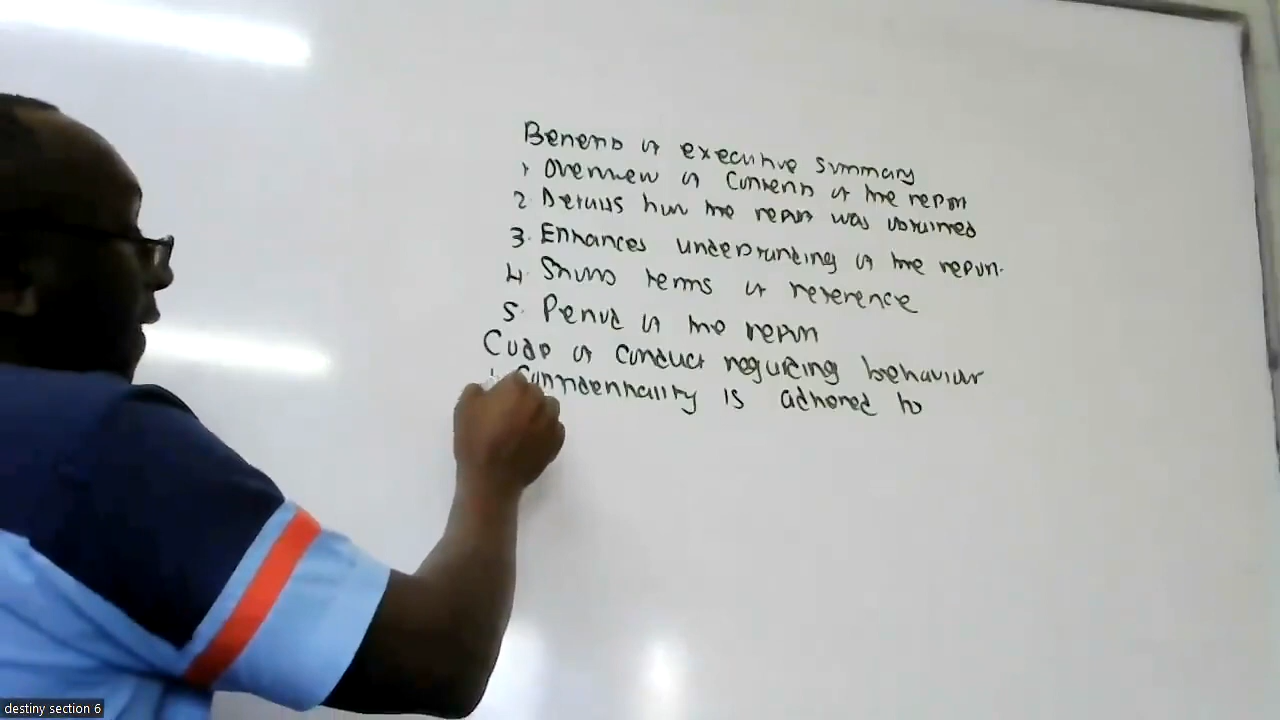 Benefits of executive summary
1 Overview of Contents of the report
2. Details how the report was obtained
3. Enhances understanding of the report.
4. Shows terms of reference
5. Period of the report
Code of conduct regarding behaviour
1. Confidentiality is adhered to
destiny section 6